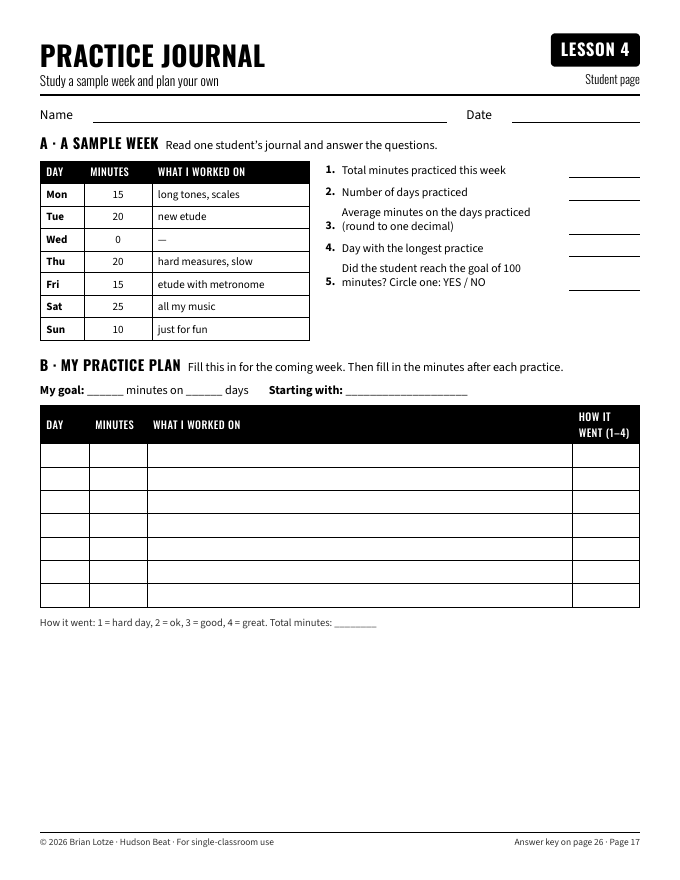 PRACTICE JOURNAL
LESSON 4
Study a sample week and plan your own
Student page
Name
Date
A · A SAMPLE WEEK Read one student's journal and answer the questions.
DAY MINUTES WHAT I WORKED ON
Mon 15 long tones, scales
Tue 20 new etude
Wed 0 —
Thu 20 hard measures, slow
Fri 15 etude with metronome
Sat 25 all my music
Sun 10 just for fun
1. Total minutes practiced this week
2. Number of days practiced
Average minutes on the days practiced
3. (round to one decimal)
4. Day with the longest practice
Did the student reach the goal of 100
5. minutes? Circle one: YES / NO
B · MY PRACTICE PLAN Fill this in for the coming week. Then fill in the minutes after each practice.
My goal: ______ minutes on ______ days Starting with: ____________________
DAY MINUTES WHAT I WORKED ON HOW IT
WENT (1–4)
How it went: 1 = hard day, 2 = ok, 3 = good, 4 = great. Total minutes: ________
© 2026 Brian Lotze · Hudson Beat · For single-classroom use
Answer key on page 26 · Page 17